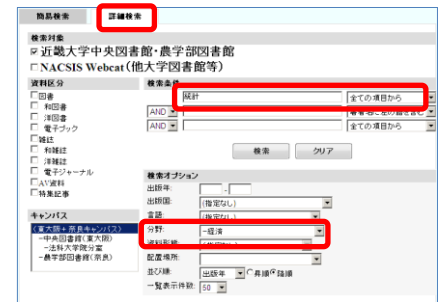 簡易検索 詳細検索
検索対象
近畿大学中央図書館・農学部図書館
NACSIS Webcat(他大学図書館等)
資料区分 検索条件
図書 統計 全ての項目から
和図書 AND
洋図書 AND 全ての項目から
電子ブック
雑誌
和雑誌 検索 クリア
洋雑誌
電子ジャーナル 検索オプション
AV資料 出版年: -
特集記事 出版国: (指定なし)
キャンパス 言語: (指定なし)
(東大阪+奈良キャンパス) 分野: -経済
-中央図書館(東大阪)
-法科大学院分室 配置場所:
-農学部図書館(奈良) 並び順: 出版年 昇順 降順
一覧表示件数: 50